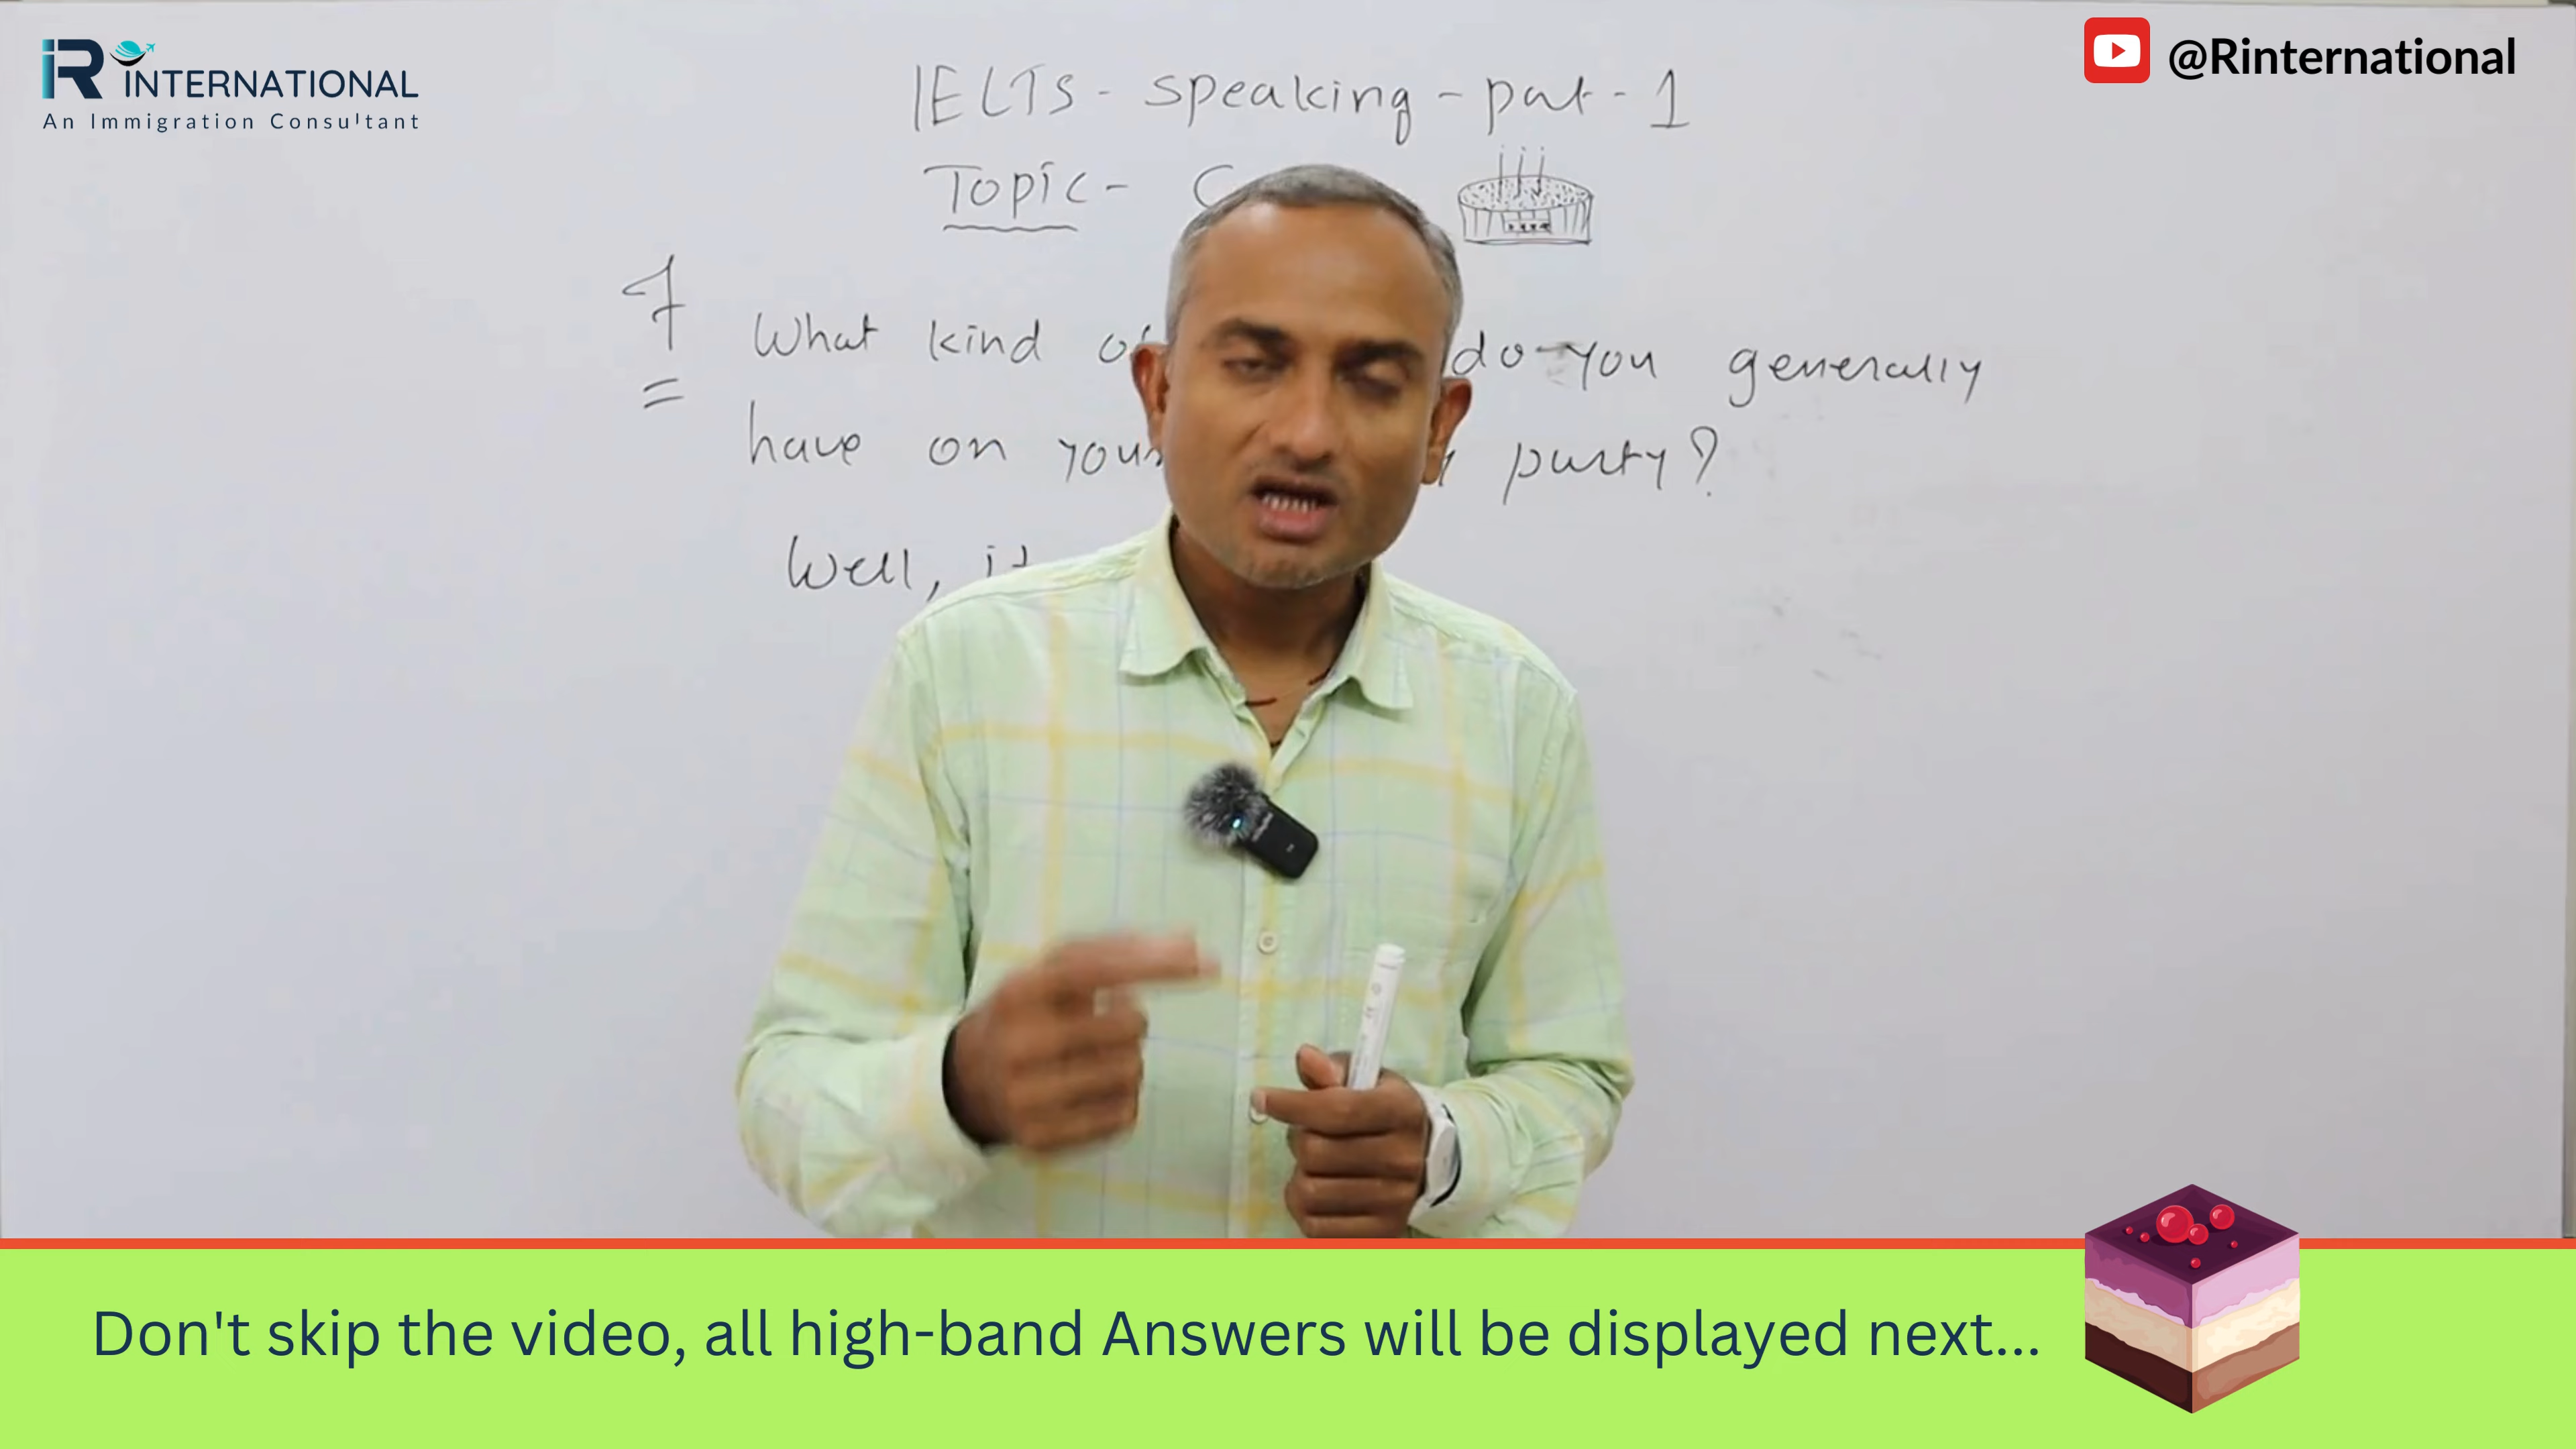 iR INTERNATIONAL
An Immigration Consultant
@Rinternational
IELTS - speaking - part - 1
Topic -
What kind of do you generally
have on your party?
Well, it
Don't skip the video, all high-band Answers will be displayed next...